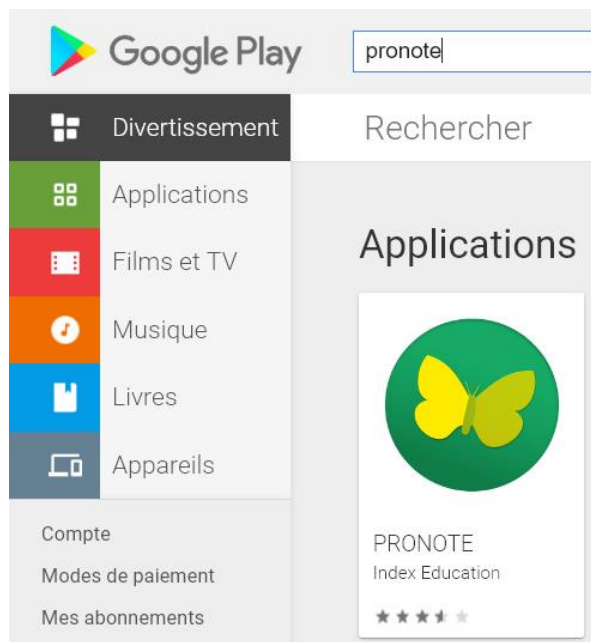 Google Play
pronote
Divertissement
Rechercher
Applications
Films et TV
Musique
Livres
Appareils
Compte
Modes de paiement
Mes abonnements
Applications
PRONOTE
Index Education